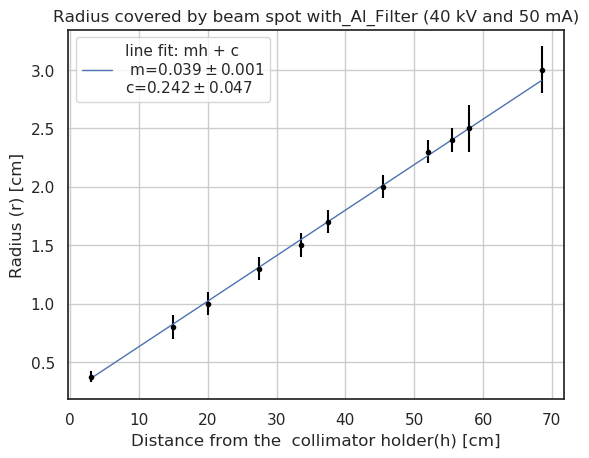 Radius covered by beam spot with_Al_Filter (40 kV and 50 mA)
line fit: mh + c
m=0.039±0.001
c=0.242±0.047
Radius (r) [cm]
3.0
2.5
2.0
1.5
1.0
0.5
0 10 20 30 40 50 60 70
Distance from the  collimator holder(h) [cm]